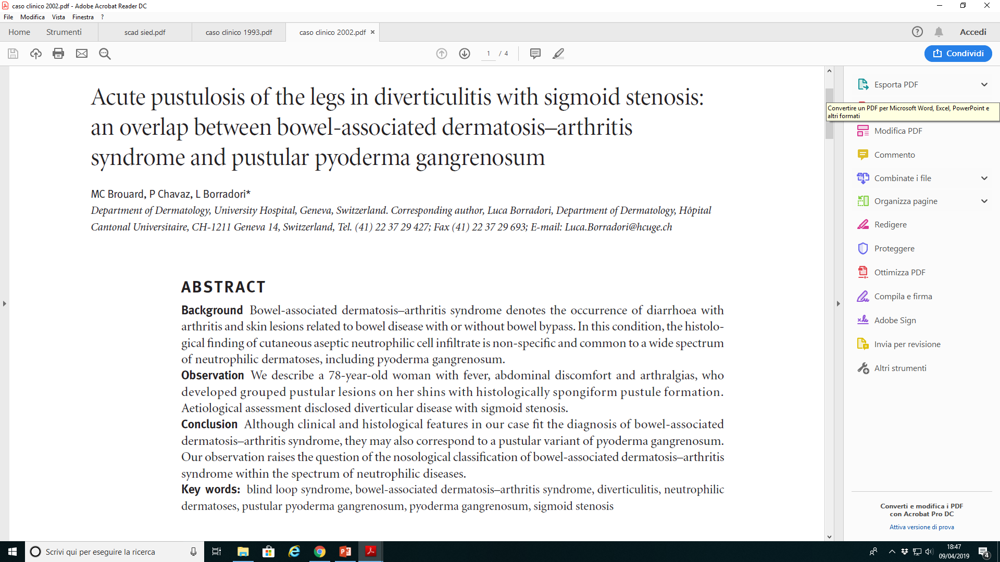 caso clinico 2002.pdf - Adobe Acrobat Reader DC
File Modifica Vista Finestra ?
Home Strumenti scad sied.pdf caso clinico 1993.pdf caso clinico 2002.pdf × Accedi
1 / 4 Condividi
Acute pustulosis of the legs in diverticulitis with sigmoid stenosis:
an overlap between bowel-associated dermatosis–arthritis
syndrome and pustular pyoderma gangrenosum
MC Brouard, P Chavaz, L Borradori*
Department of Dermatology, University Hospital, Geneva, Switzerland. Corresponding author, Luca Borradori, Department of Dermatology, Hôpital
Cantonal Universitaire, CH-1211 Geneva 14, Switzerland, Tel. (41) 22 37 29 427; Fax (41) 22 37 29 693; E-mail: Luca.Borradori@hcuge.ch
ABSTRACT
Background Bowel-associated dermatosis–arthritis syndrome denotes the occurrence of diarrhoea with
arthritis and skin lesions related to bowel disease with or without bowel bypass. In this condition, the histolo-
gical finding of cutaneous aseptic neutrophilic cell infiltrate is non-specific and common to a wide spectrum
of neutrophilic dermatoses, including pyoderma gangrenosum.
Observation We describe a 78-year-old woman with fever, abdominal discomfort and arthralgias, who
developed grouped pustular lesions on her shins with histologically spongiform pustule formation.
Aetiological assessment disclosed diverticular disease with sigmoid stenosis.
Conclusion Although clinical and histological features in our case fit the diagnosis of bowel-associated
dermatosis–arthritis syndrome, they may also correspond to a pustular variant of pyoderma gangrenosum.
Our observation raises the question of the nosological classification of bowel-associated dermatosis–arthritis
syndrome within the spectrum of neutrophilic diseases.
Key words: blind loop syndrome, bowel-associated dermatosis–arthritis syndrome, diverticulitis, neutrophilic
dermatoses, pustular pyoderma gangrenosum, pyoderma gangrenosum, sigmoid stenosis
Esporta PDF
Convertire un PDF per Microsoft Word, Excel, PowerPoint e
altri formati
Modifica PDF
Commento
Combinate i file
Organizza pagine
Redigere
Proteggere
Ottimizza PDF
Compila e firma
Adobe Sign
Invia per revisione
Altri strumenti
Converti e modifica i PDF
con Acrobat Pro DC
Attiva versione di prova
Scrivi qui per eseguire la ricerca
18:47
09/04/2019
4